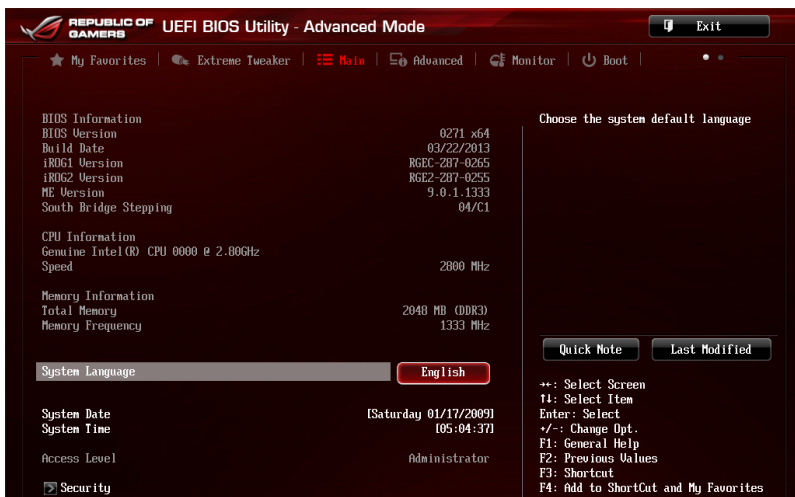 REPUBLIC OF GAMERS UEFI BIOS Utility - Advanced Mode Exit
My Favorites Extreme Tweaker Main Advanced Monitor Boot
BIOS Information
BIOS Version 0271 x64
Build Date 03/22/2013
iROG1 Version RGEC-Z87-0265
iROG2 Version RGE2-Z87-0255
ME Version 9.0.1.1333
South Bridge Stepping 04/C1
CPU Information
Genuine Intel(R) CPU 0000 @ 2.80GHz
Speed 2800 MHz
Memory Information
Total Memory 2048 MB (DDR3)
Memory Frequency 1333 MHz
System Language English
System Date [Saturday 01/17/2009]
System Time [05:04:37]
Access Level Administrator
Security
Choose the system default language
Quick Note Last Modified
→←: Select Screen
↑↓: Select Item
Enter: Select
+/-: Change Opt.
F1: General Help
F2: Previous Values
F3: Shortcut
F4: Add to ShortCut and My Favorites